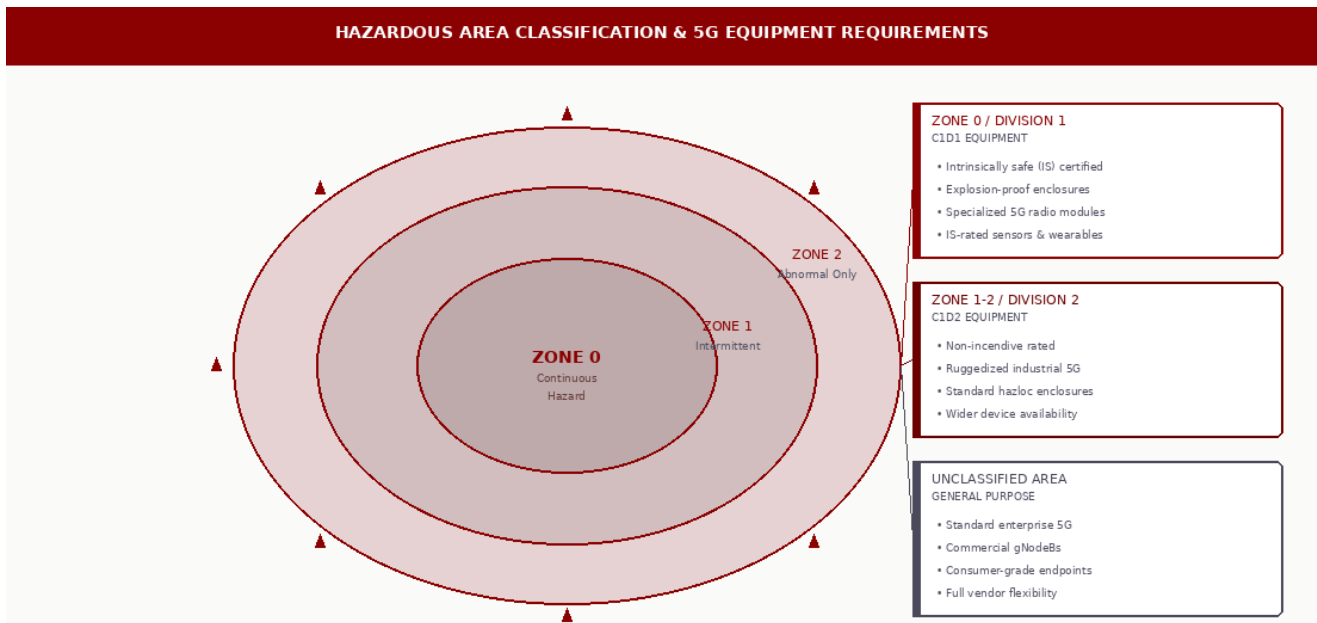 HAZARDOUS AREA CLASSIFICATION & 5G EQUIPMENT REQUIREMENTS
ZONE 2
Abnormal Only
ZONE 1
Intermittent
ZONE 0
Continuous
Hazard
ZONE 0 / DIVISION 1
C1D1 EQUIPMENT
• Intrinsically safe (IS) certified
• Explosion-proof enclosures
• Specialized 5G radio modules
• IS-rated sensors & wearables
ZONE 1-2 / DIVISION 2
C1D2 EQUIPMENT
• Non-incendive rated
• Ruggedized industrial 5G
• Standard hazloc enclosures
• Wider device availability
UNCLASSIFIED AREA
GENERAL PURPOSE
• Standard enterprise 5G
• Commercial gNodeBs
• Consumer-grade endpoints
• Full vendor flexibility